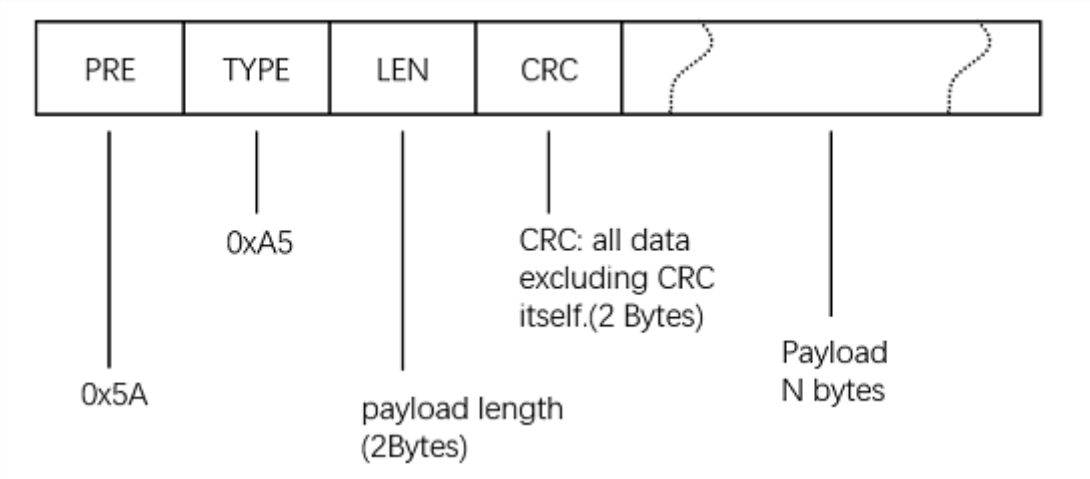 PRE TYPE LEN CRC
0xA5
CRC: all data
excluding CRC
itself.(2 Bytes)
Payload
N bytes
0x5A
payload length
(2Bytes)